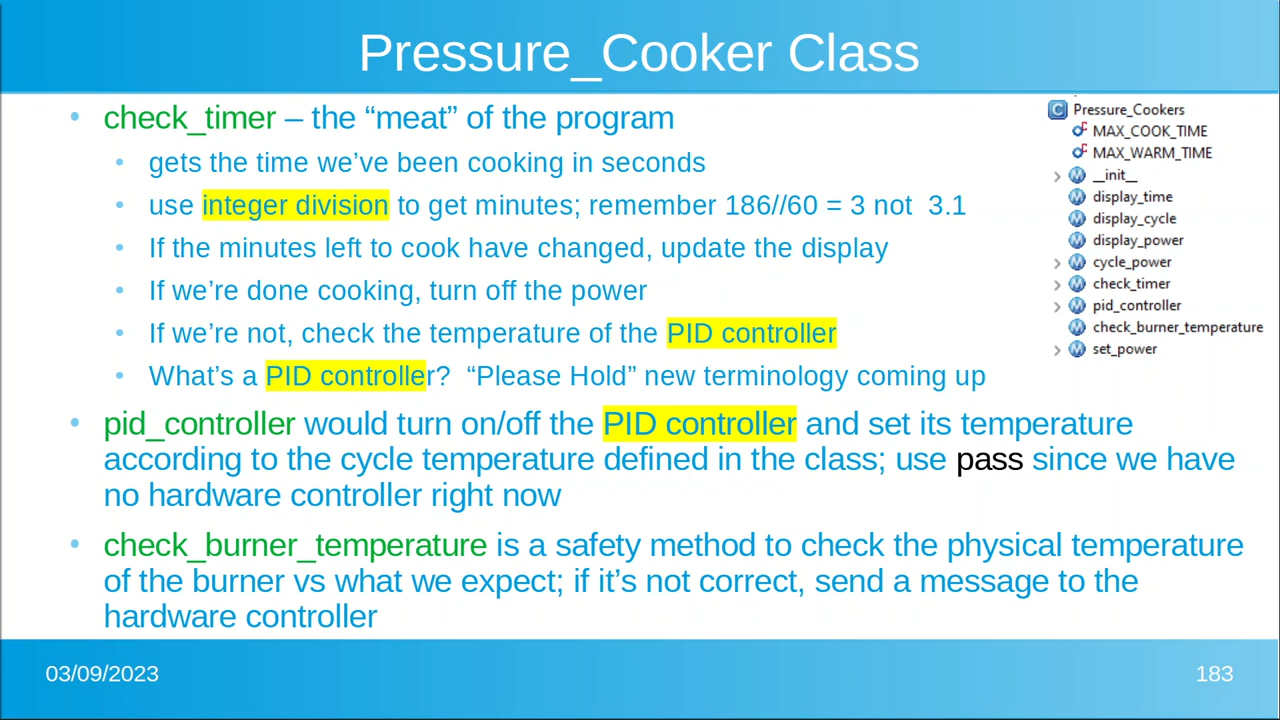 Pressure_Cooker Class
• check_timer – the “meat” of the program
• gets the time we’ve been cooking in seconds
• use integer division to get minutes; remember 186//60 = 3 not  3.1
• If the minutes left to cook have changed, update the display
• If we’re done cooking, turn off the power
• If we’re not, check the temperature of the PID controller
• What’s a PID controller?  “Please Hold” new terminology coming up
• pid_controller would turn on/off the PID controller and set its temperature
according to the cycle temperature defined in the class; use pass since we have
no hardware controller right now
• check_burner_temperature is a safety method to check the physical temperature
of the burner vs what we expect; if it’s not correct, send a message to the
hardware controller
C Pressure_Cookers
MAX_COOK_TIME
MAX_WARM_TIME
M __init__
M display_time
M display_cycle
M display_power
M cycle_power
M check_timer
M pid_controller
M check_burner_temperature
M set_power
03/09/2023
183